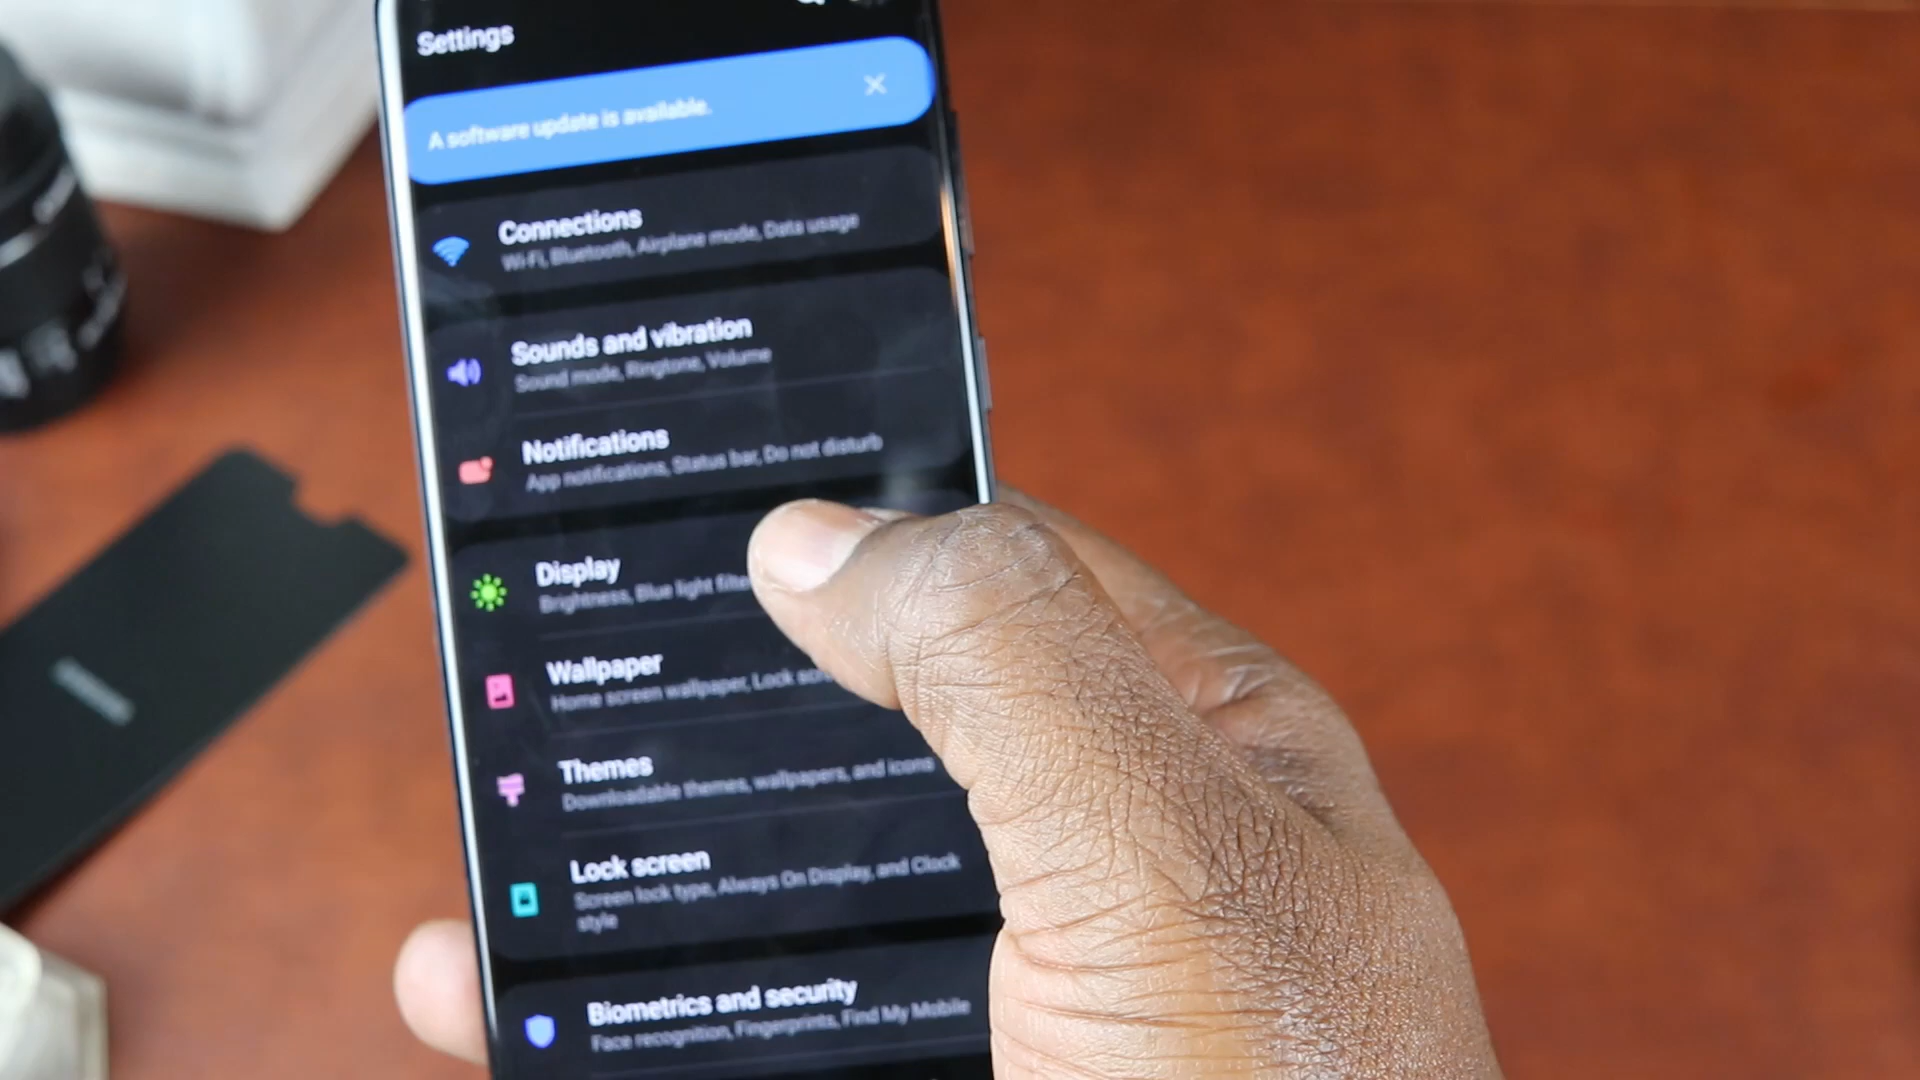 Settings
A software update is available.
Connections
Wi-Fi, Bluetooth, Airplane mode, Data usage
Sounds and vibration
Sound mode, Ringtone, Volume
Notifications
App notifications, Status bar, Do not disturb
Display
Brightness, Blue light
Wallpaper
Home screen wallpaper, Lock
Themes
Downloadable themes, wallpapers, and icons
Lock screen
Screen lock type, Always On Display, and Clock
style
Biometrics and security
Face recognition, Fingerprints, Find My Mobile